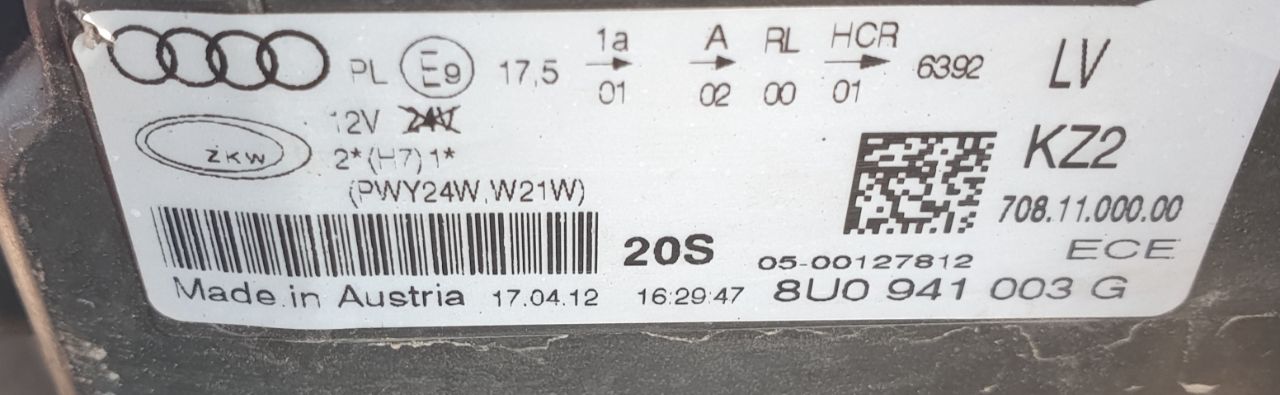 PL E9 17,5 1a A RL HCR 6392 LV
01 02 00 01
12V 24V
ZKW 2*(H7)1* KZ2
(PWY24W,W21W) 708.11.000.00
20S 05-00127812 ECE
Made in Austria 17.04.12 16:29:47 8U0 941 003 G